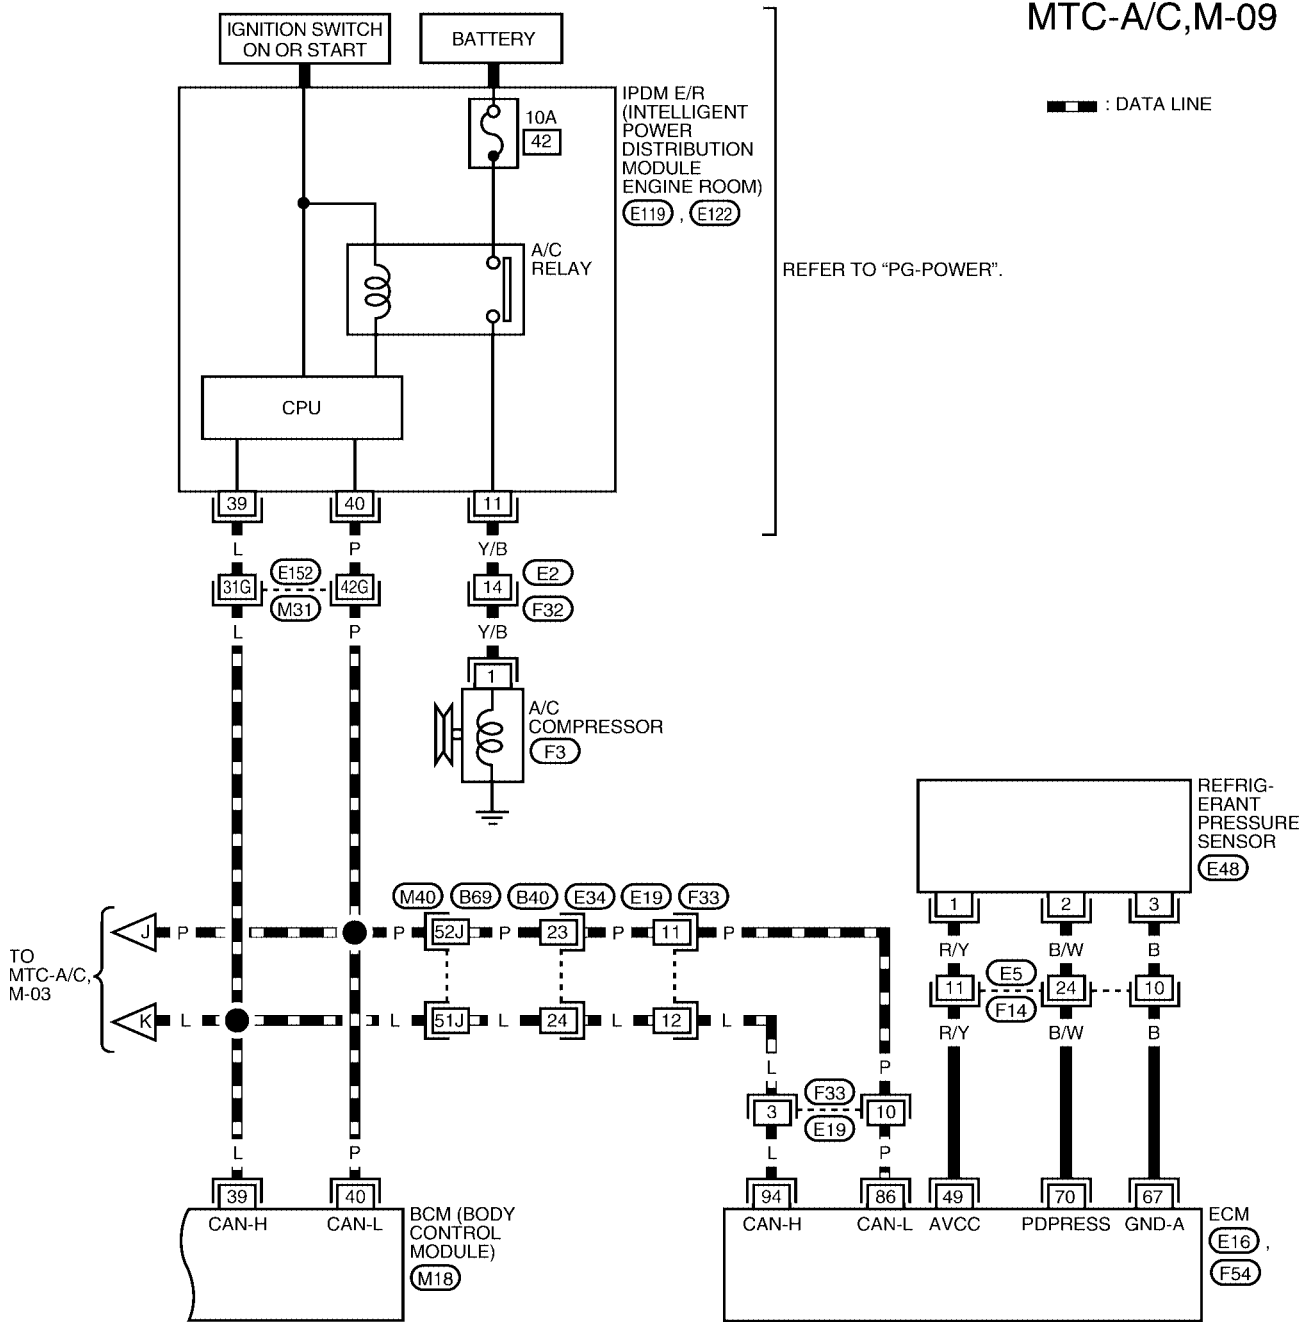 MTC-A/C,M-09
IGNITION SWITCH
ON OR START
BATTERY
: DATA LINE
IPDM E/R
(INTELLIGENT
POWER
DISTRIBUTION
MODULE
ENGINE ROOM)
E119 , E122
10A
42
A/C
RELAY
REFER TO “PG-POWER”.
CPU
39 40 11
L P Y/B
31G E152 42G 14 E2
M31 F32
L P Y/B
1
A/C
COMPRESSOR
F3
REFRIG-
ERANT
PRESSURE
SENSOR
E48
M40 B69 B40 E34 E19 F33
1 2 3
J P P 52J P 23 P 11 P
R/Y B/W B
TO
MTC-A/C,
M-03
11 E5 24 10
F14
K L L 51J L 24 L 12 L
R/Y B/W B
L P
3 F33 10
E19
L P L P
39 40 94 86 49 70 67
CAN-H CAN-L CAN-H CAN-L AVCC PDPRESS GND-A
BCM (BODY
CONTROL
MODULE)
M18
ECM
E16 ,
F54